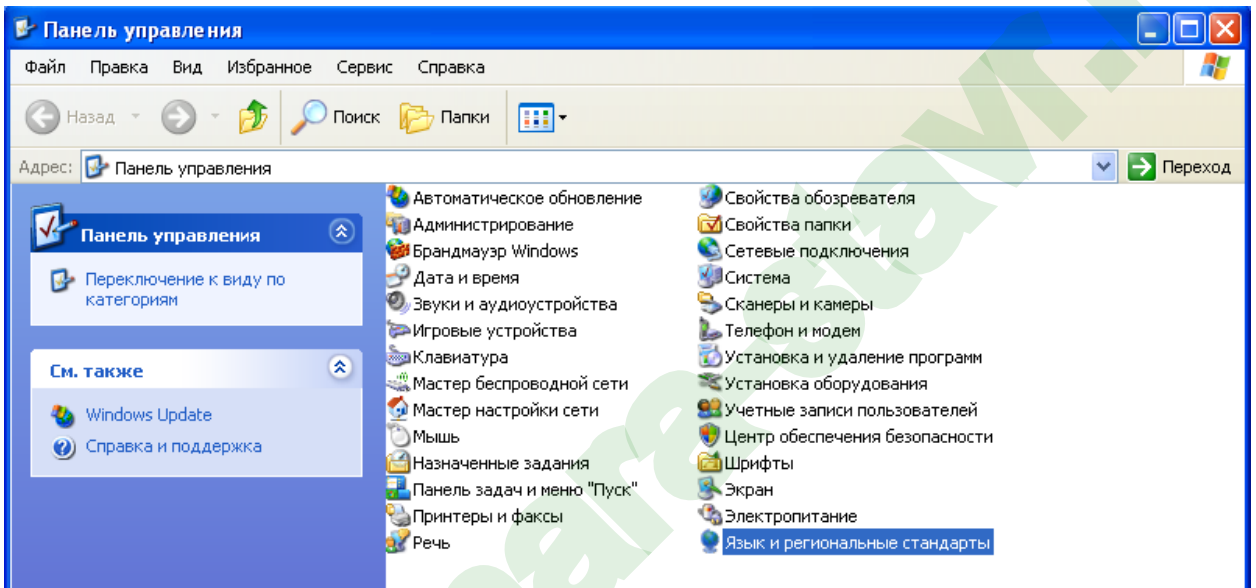 Панель управления
Файл Правка Вид Избранное Сервис Справка
Назад Поиск Папки
Адрес: Панель управления Переход
Панель управления
Переключение к виду по
категориям
См. также
Windows Update
Справка и поддержка
Автоматическое обновление
Администрирование
Брандмауэр Windows
Дата и время
Звуки и аудиоустройства
Игровые устройства
Клавиатура
Мастер беспроводной сети
Мастер настройки сети
Мышь
Назначенные задания
Панель задач и меню "Пуск"
Принтеры и факсы
Речь
Свойства обозревателя
Свойства папки
Сетевые подключения
Система
Сканеры и камеры
Телефон и модем
Установка и удаление программ
Установка оборудования
Учетные записи пользователей
Центр обеспечения безопасности
Шрифты
Экран
Электропитание
Язык и региональные стандарты